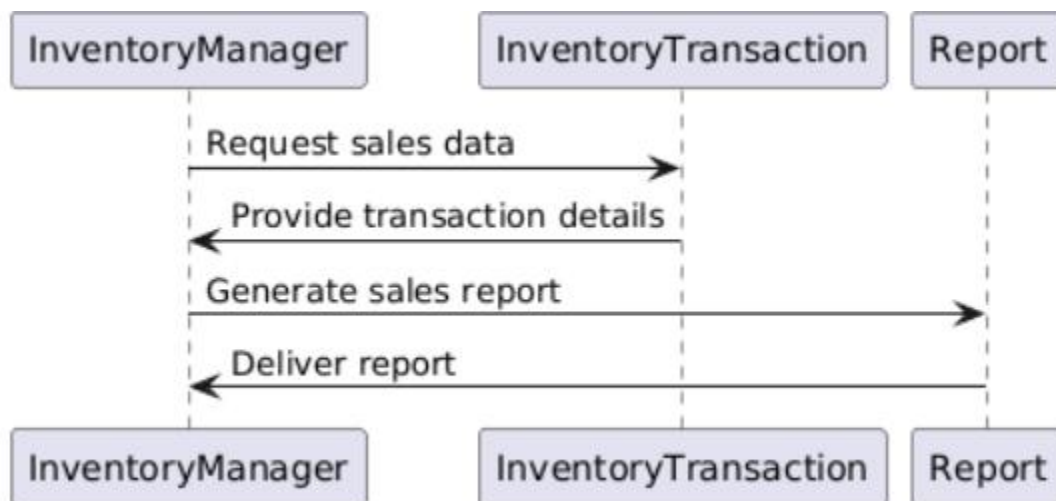 InventoryManager InventoryTransaction Report
Request sales data
Provide transaction details
Generate sales report
Deliver report
InventoryManager InventoryTransaction Report